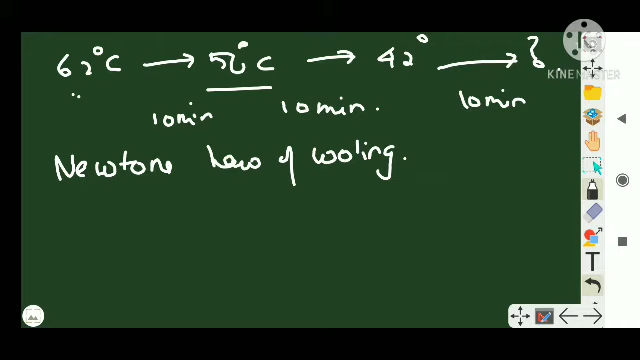 62°C → 50°C → 42° → }
10min 10min. 10min
Newtons Law of cooling.
KINEMASTER
T